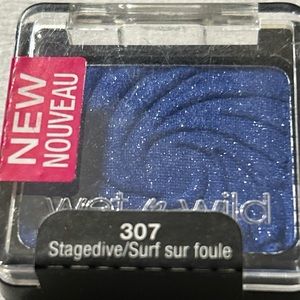 NEW
NOUVEAU
wet n wild
307
Stagedive/Surf sur foule